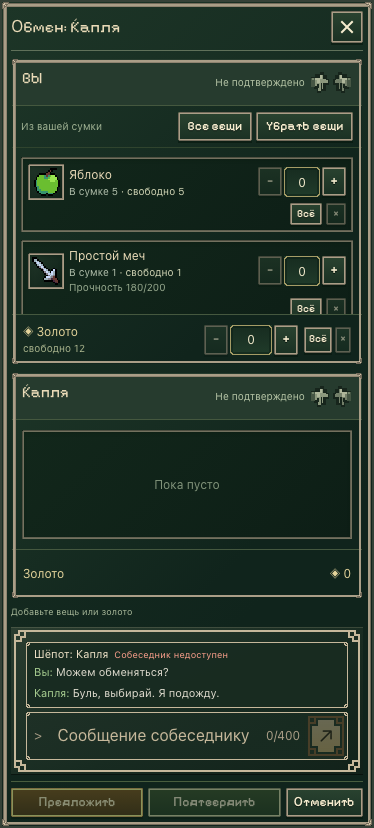 Обмен: Капля
×
Вы
Не подтверждено
Из вашей сумки
Все вещи
Убрать вещи
Яблоко
В сумке 5 · свободно 5
- 0 +
Всё ×
Простой меч
В сумке 1 · свободно 1
Прочность 180/200
- 0 +
Всё ×
Золото
свободно 12
- 0 + Всё ×
Капля
Не подтверждено
Пока пусто
Золото
0
Добавьте вещь или золото
Шёпот: Капля Собеседник недоступен
Вы: Можем обменяться?
Капля: Буль, выбирай. Я подожду.
> Сообщение собеседнику 0/400
Предложить
Подтвердить
Отменить